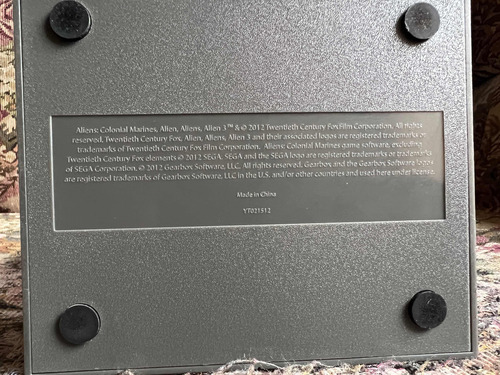 Aliens: Colonial Marines, Alien, Aliens, Alien 3™ & © 2012 Twentieth Century Fox Film Corporation. All rights
reserved. Twentieth Century Fox, Alien, Aliens, Alien 3 and their associated logos are registered trademarks or
trademarks of Twentieth Century Fox Film Corporation. Aliens: Colonial Marines game software, excluding
Twentieth Century Fox elements © 2012 SEGA. SEGA and the SEGA logo are registered trademarks or trademarks
of SEGA Corporation. © 2012 Gearbox Software, LLC. All rights reserved. Gearbox and the Gearbox Software logos
are registered trademarks of Gearbox Software, LLC in the U.S. and/or other countries and used here under license.
Made in China
YT021512